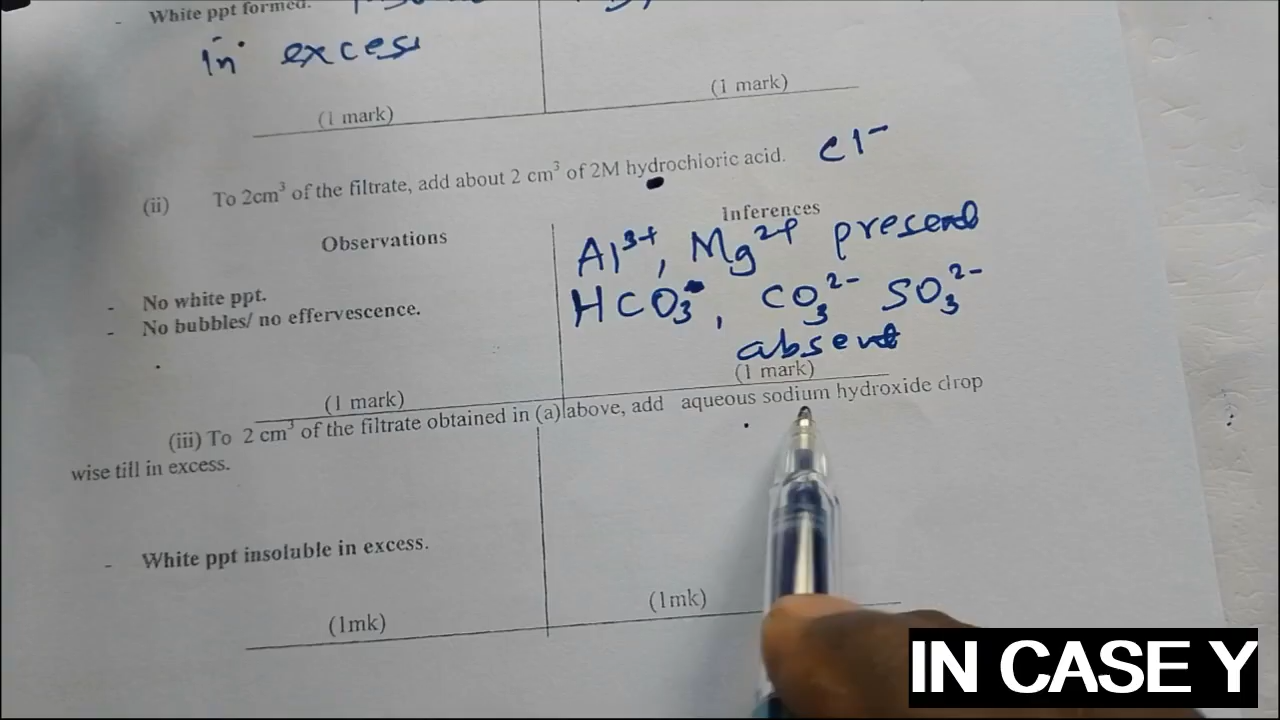 - White ppt formed.
in excess
(1 mark)
(1 mark)
(ii) To 2cm³ of the filtrate, add about 2 cm³ of 2M hydrochioric acid. Cl⁻
Observations
Inferences
- No white ppt.
- No bubbles/ no effervescence.
Al³⁺, Mg²⁺ present
HCO₃⁻, CO₃²⁻ SO₃²⁻
absent
(1 mark)
(1 mark)
(iii) To 2 cm³ of the filtrate obtained in (a) above, add aqueous sodium hydroxide drop
wise till in excess.
- White ppt insoluble in excess.
(1mk)
(1mk)
IN CASE Y